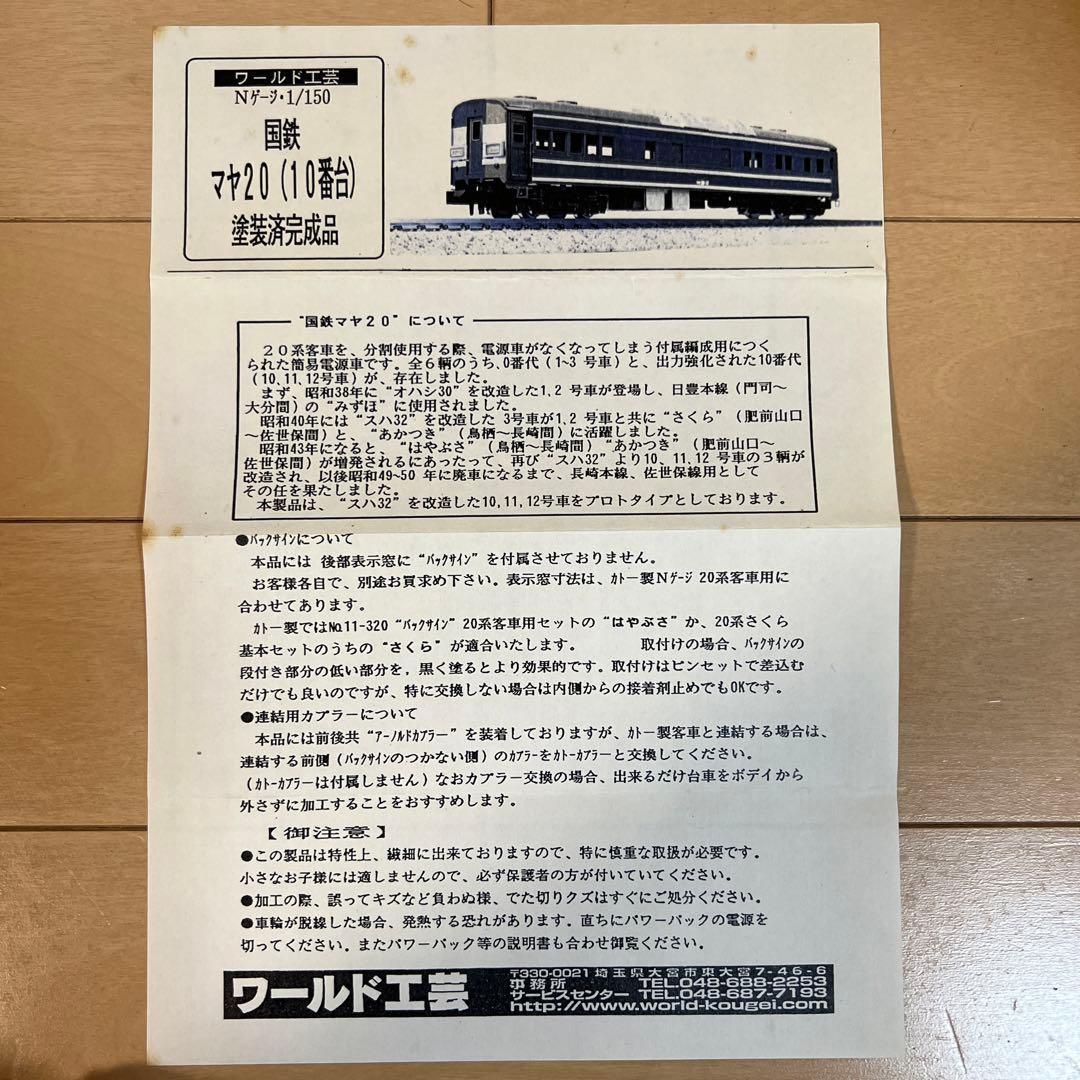 ワールド工芸
Nゲージ・1/150
国鉄
マヤ20(10番台)
塗装済完成品
"国鉄マヤ20" について
20系客車を、分割使用する際、電源車がなくなってしまう付属編成用につく
られた簡易電源車です。全6輌のうち、0番代(1~3 号車)と、出力強化された10番代
(10,11,12号車)が、存在しました。
まず、昭和38年に"オハシ30"を改造した1,2 号車が登場し、日豊本線(門司~
大分間)の"みずほ"に使用されました。
昭和40年には"スハ32"を改造した 3号車が1,2 号車と共に"さくら"(肥前山口
~佐世保間)と、"あかつき"(鳥栖~長崎間)に活躍しました。
昭和43年になると、"はやぶさ"(鳥栖~長崎間)"あかつき"(肥前山口~
佐世保間)が増発されるにあたって、再び"スハ32"より10、11,12 号車の3輌が
改造され、以後昭和49~50 年に廃車になるまで、長崎本線、佐世保線用として
その任を果たしました。
本製品は、"スハ32"を改造した10,11,12号車をプロトタイプとしております。
●バックサインについて
本品には 後部表示窓に"バックサイン"を付属させておりません。
お客様各自で、別途お買求め下さい。表示窓寸法は、カトー製Nゲージ 20系客車用に
合わせてあります。
カトー製ではNo.11-320 "バックサイン" 20系客車用セットの"はやぶさ"か、20系さくら
基本セットのうちの"さくら"が適合いたします。 取付けの場合、バックサインの
段付き部分の低い部分を，黒く塗るとより効果的です。取付けはピンセットで差込む
だけでも良いのですが、特に交換しない場合は内側からの接着剤止めでもOKです。
●連結用カプラーについて
本品には前後共"アーノルドカプラー"を装着しておりますが、カトー製客車と連結する場合は、
連結する前側(バックサインのつかない側)のカプラーをカトーカプラーと交換してください。
(カトーカプラーは付属しません)なおカプラー交換の場合、出来るだけ台車をボデイから
外さずに加工することをおすすめします。
【御注意】
●この製品は特性上、繊細に出来ておりますので、特に慎重な取扱が必要です。
小さなお子様には適しませんので、必ず保護者の方が付いていてください。
●加工の際、誤ってキズなど負わぬ様、でた切りクズはすぐにご処分ください。
●車輪が脱線した場合、発熱する恐れがあります。直ちにパワーパックの電源を
切ってください。またパワーパック等の説明書も合わせ御覧ください。
ワールド工芸
〒330-0021 埼玉県大宮市東大宮7-46-6
事務所 TEL048-688-2253
サービスセンター TEL048-687-7193
http://www.world-kougei.com